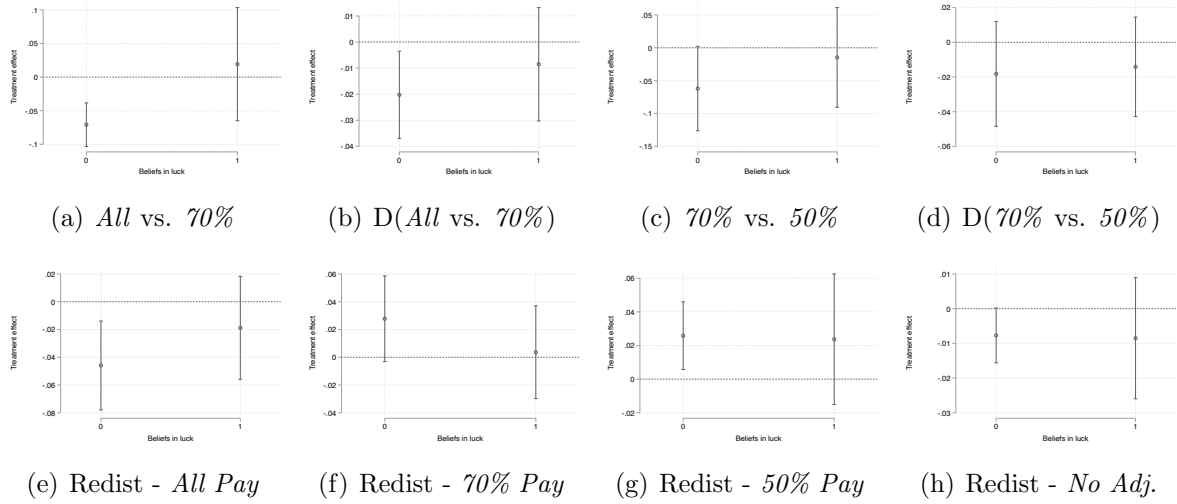 .1
.05
0
-.05
-.1
Treatment effect
0 1
Beliefs in luck
(a) All vs. 70%
.01
0
-.01
-.02
-.03
-.04
Treatment effect
0 1
Beliefs in luck
(b) D(All vs. 70%)
.05
0
-.05
-.1
-.15
Treatment effect
0 1
Beliefs in luck
(c) 70% vs. 50%
.02
0
-.02
-.04
-.06
Treatment effect
0 1
Beliefs in luck
(d) D(70% vs. 50%)
.02
0
-.02
-.04
-.06
-.08
Treatment effect
0 1
Beliefs in luck
(e) Redist - All Pay
.06
.04
.02
0
-.02
-.04
Treatment effect
0 1
Beliefs in luck
(f) Redist - 70% Pay
.06
.04
.02
0
-.02
Treatment effect
0 1
Beliefs in luck
(g) Redist - 50% Pay
.01
0
-.01
-.02
-.03
Treatment effect
0 1
Beliefs in luck
(h) Redist - No Adj.